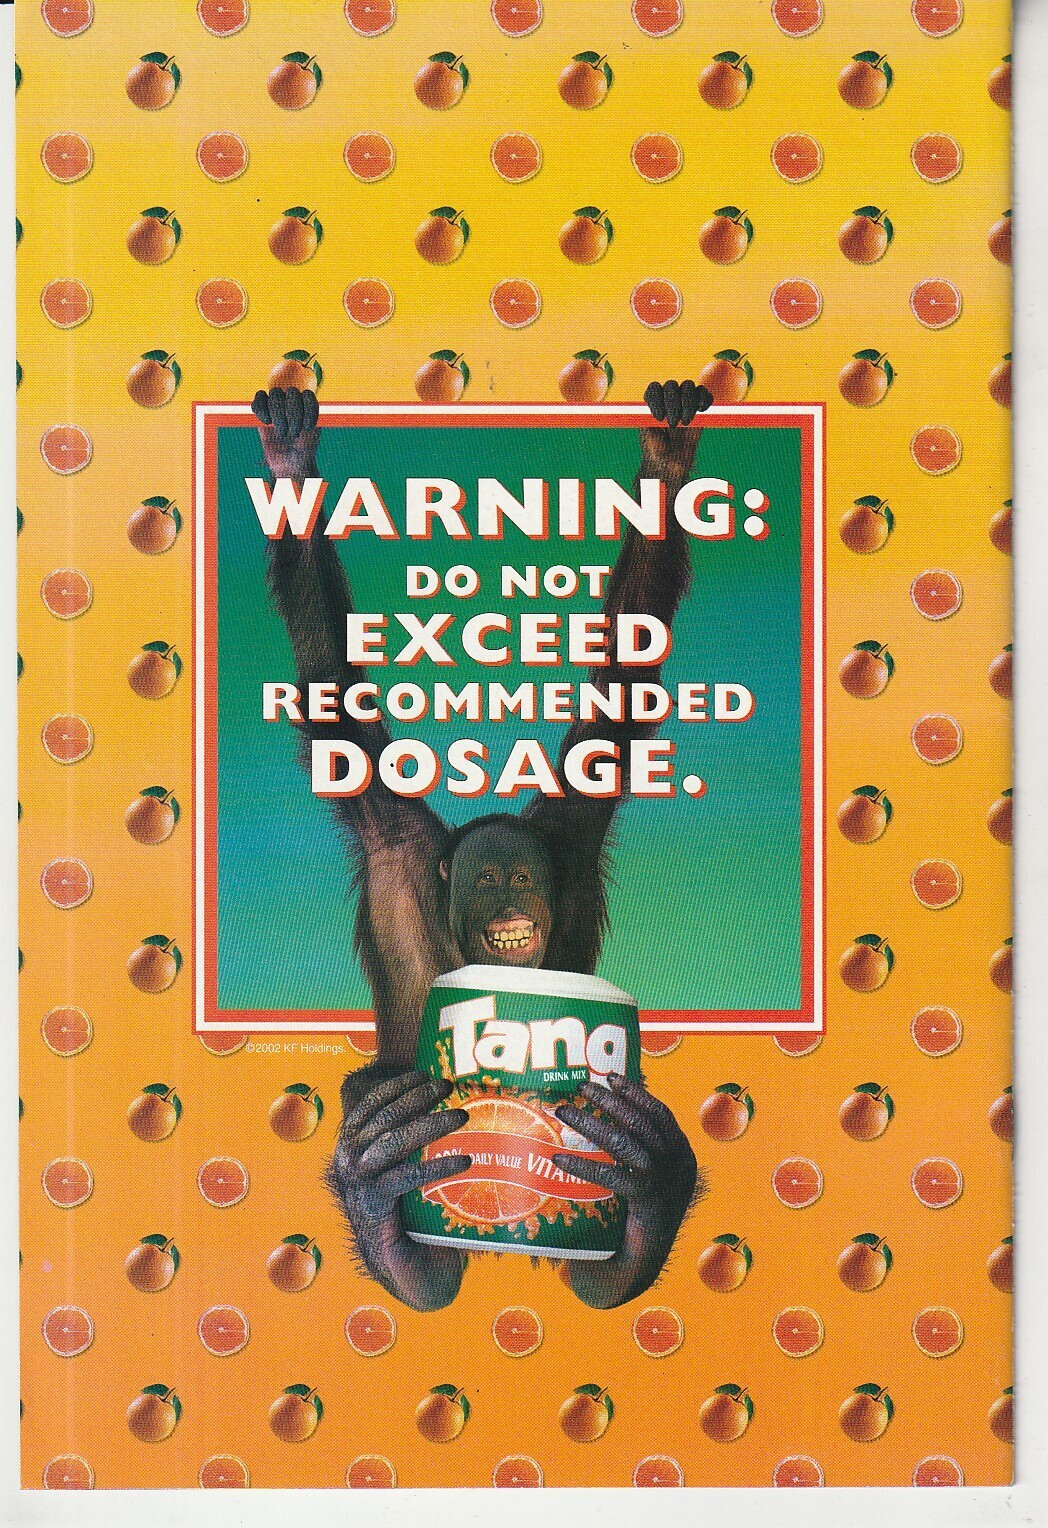 WARNING:
DO NOT
EXCEED
RECOMMENDED
DOSAGE.
©2002 KF Holdings.
Tang
DRINK MIX
DAILY VALUE